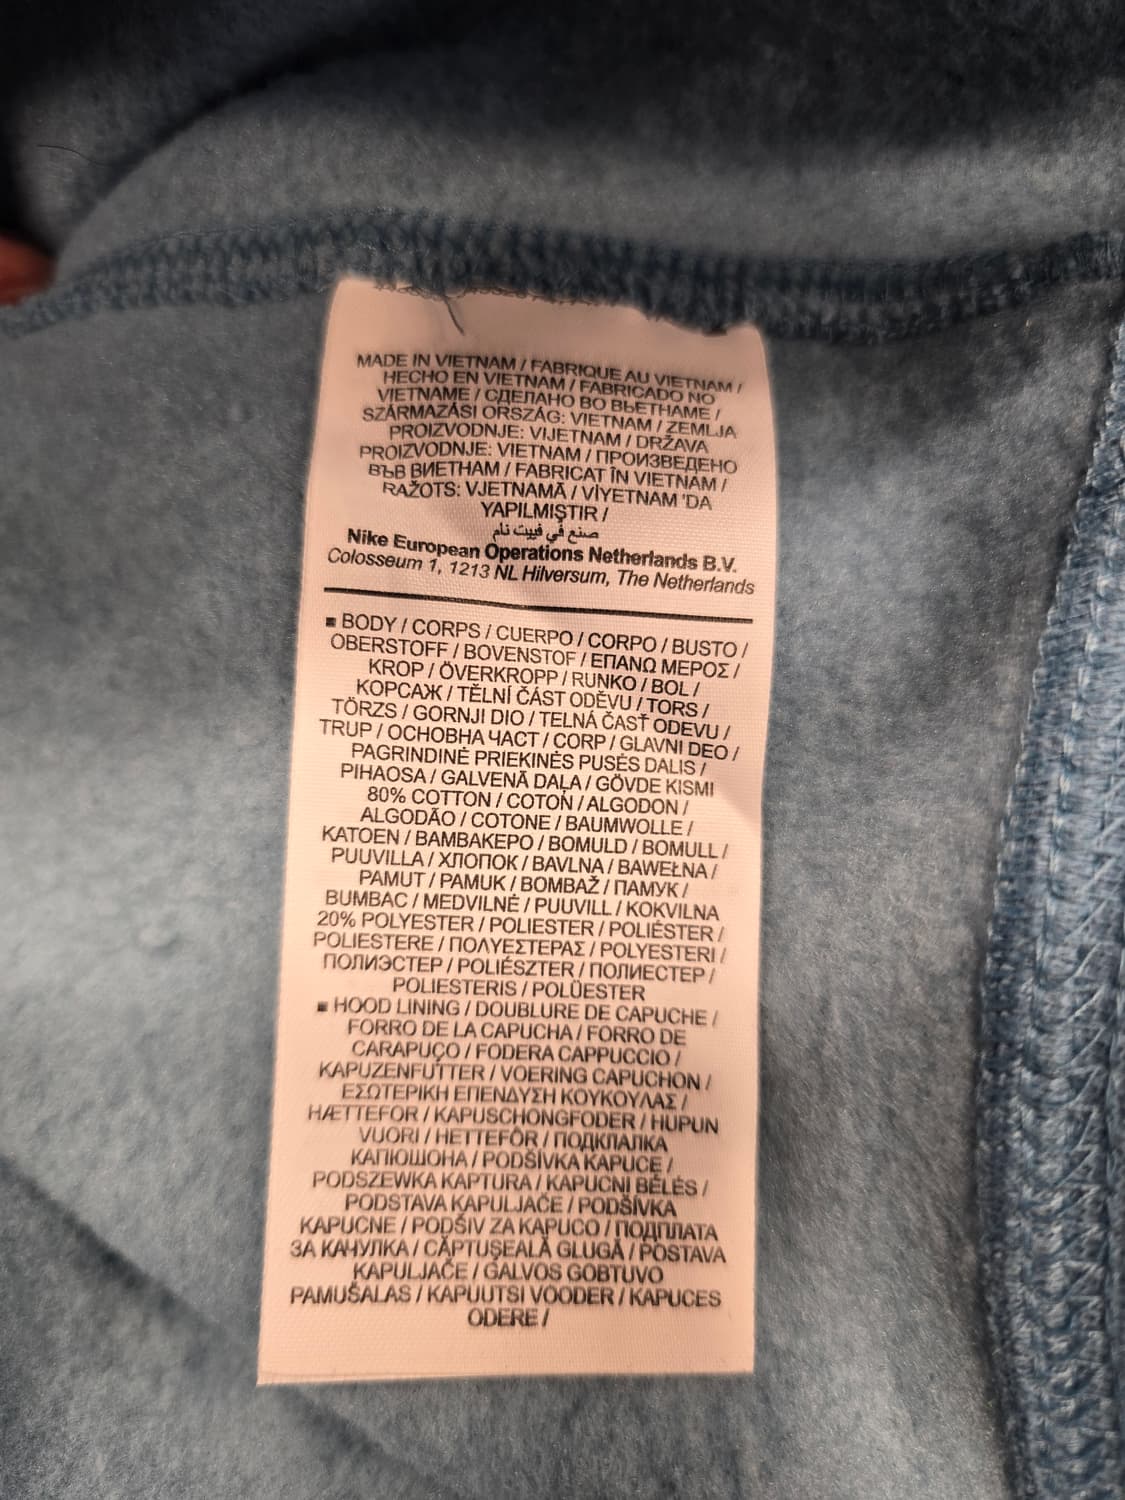 MADE IN VIETNAM / FABRIQUE AU VIETNAM /
HECHO EN VIETNAM / FABRICADO NO
VIETNAME / СДЕЛАНО ВО ВЬЕТНАМЕ /
SZÁRMAZÁSI ORSZÁG: VIETNAM / ZEMLJA
PROIZVODNJE: VIJETNAM / DRŽAVA
PROIZVODNJE: VIETNAM / ПРОИЗВЕДЕНО
ВЪВ ВИЕТНАМ / FABRICAT ÎN VIETNAM /
RAŽOTS: VJETNAMĀ / VİYETNAM 'DA
YAPILMIŞTIR /
صنع في فييت نام
Nike European Operations Netherlands B.V.
Colosseum 1, 1213 NL Hilversum, The Netherlands
■ BODY / CORPS / CUERPO / CORPO / BUSTO /
OBERSTOFF / BOVENSTOF / ΕΠΑΝΩ ΜΕΡΟΣ /
KROP / ÖVERKROPP / RUNKO / BOL /
КОРСАЖ / TĚLNÍ ČÁST ODĚVU / TORS /
TÖRZS / GORNJI DIO / TELNÁ ČASŤ ODEVU /
TRUP / ОСНОВНА ЧАСТ / CORP / GLAVNI DEO /
PAGRINDINĖ PRIEKINĖS PUSĖS DALIS /
PIHAOSA / GALVENĀ DAĻA / GÖVDE KISMI
80% COTTON / COTON / ALGODON /
ALGODÃO / COTONE / BAUMWOLLE /
KATOEN / ΒΑΜΒΑΚΕΡΟ / BOMULD / BOMULL /
PUUVILLA / ХЛОПОК / BAVLNA / BAWEŁNA /
PAMUT / PAMUK / BOMBAŽ / ПАМУК /
BUMBAC / MEDVILNĖ / PUUVILL / KOKVILNA
20% POLYESTER / POLIESTER / POLIÉSTER /
POLIESTERE / ΠΟΛΥΕΣΤΕΡΑΣ / POLYESTERI /
ПОЛИЭСТЕР / POLIÉSZTER / ПОЛИЕСТЕР /
POLIESTERIS / POLÜESTER
■ HOOD LINING / DOUBLURE DE CAPUCHE /
FORRO DE LA CAPUCHA / FORRO DE
CARAPUÇO / FODERA CAPPUCCIO /
KAPUZENFUTTER / VOERING CAPUCHON /
ΕΣΩΤΕΡΙΚΗ ΕΠΕΝΔΥΣΗ ΚΟΥΚΟΥΛΑΣ /
HÆTTEFOR / KAPUSCHONGFODER / HUPUN
VUORI / HETTEFÔR / ПОДКПАПКА
КАПЮШОНА / PODŠÍVKA KAPUCE /
PODSZEWKA KAPTURA / KAPUCNI BÉLÉS /
PODSTAVA KAPULJAČE / PODŠÍVKA
KAPUCNE / PODŠIV ZA KAPUCO / ПОДПЛАТА
ЗА КАЧУЛКА / CĂPTUŞEALĂ GLUGĂ / POSTAVA
KAPULJAČE / GALVOS GOBTUVO
PAMUŠALAS / KAPUUTSI VOODER / KAPUCES
ODERE /